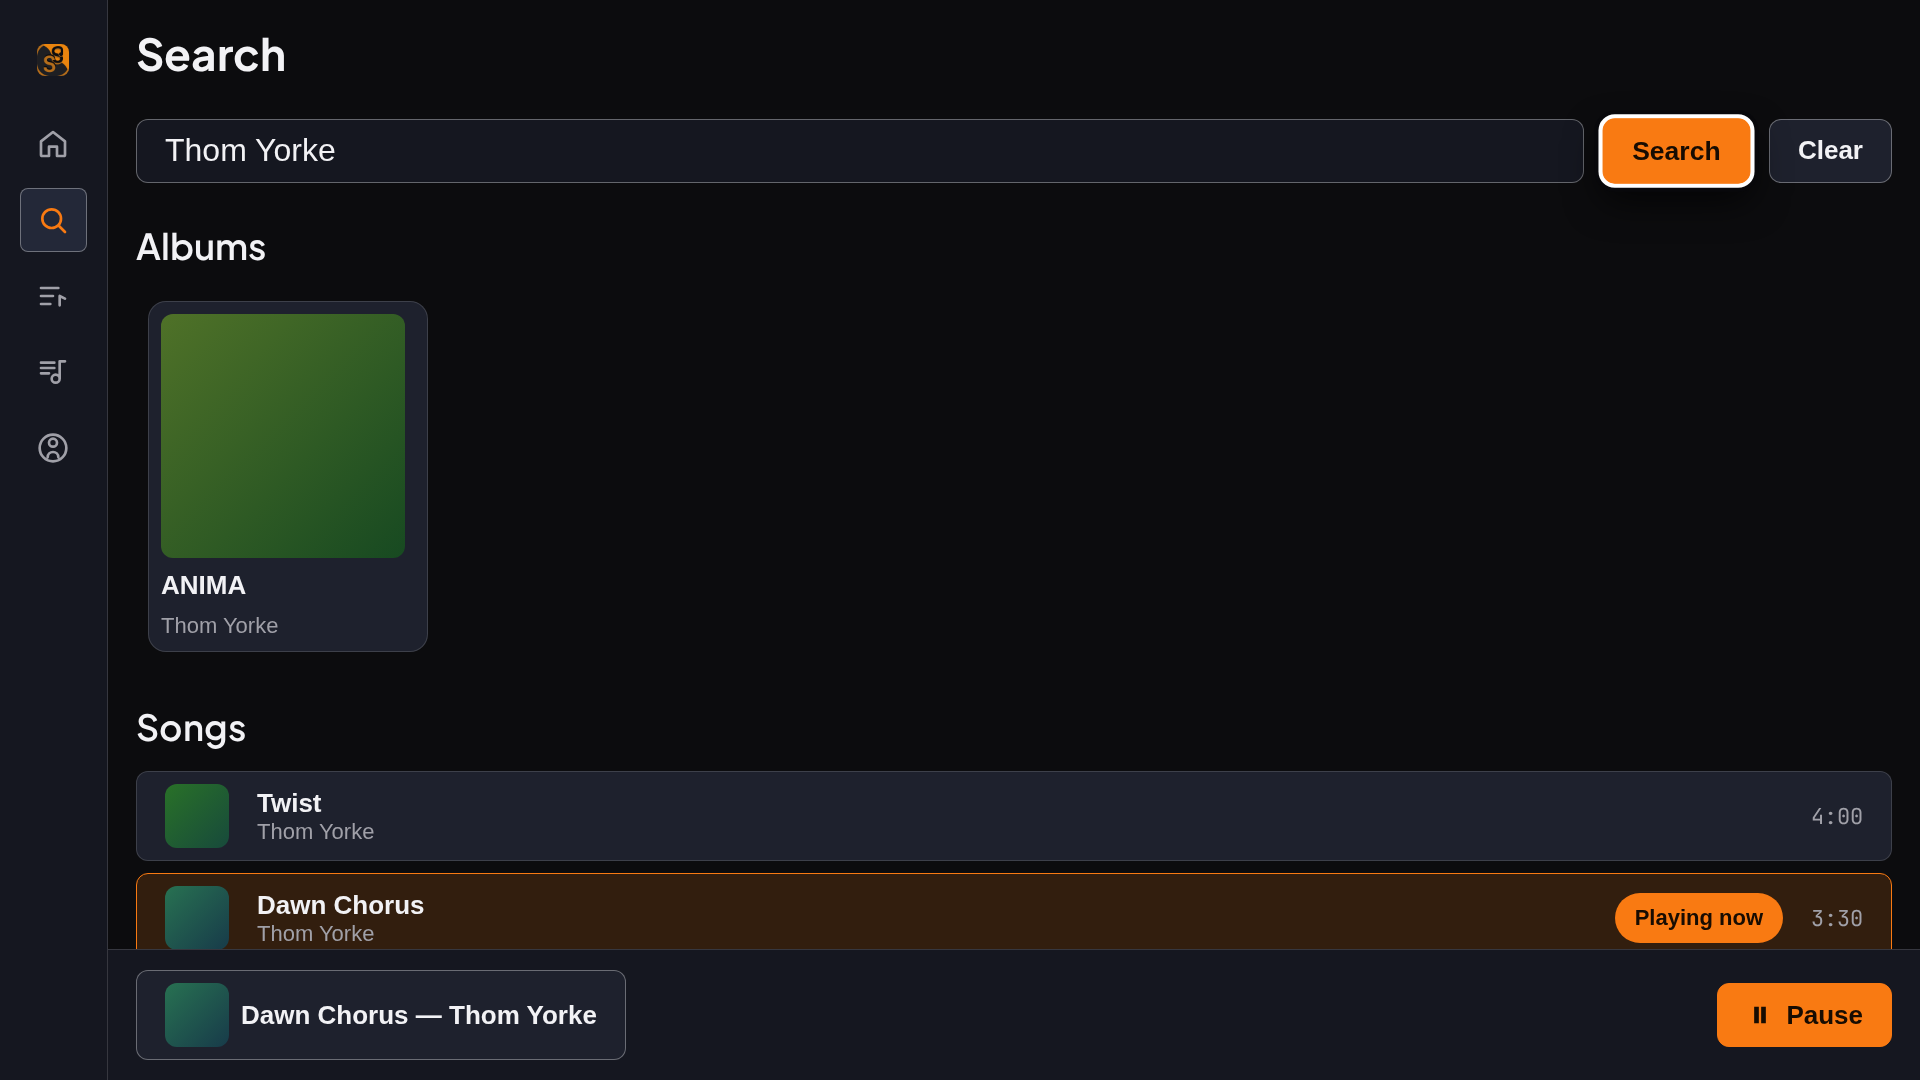 Search
Thom Yorke
Search
Clear
Albums
ANIMA
Thom Yorke
Songs
Twist
Thom Yorke
4:00
Dawn Chorus
Thom Yorke
Playing now
3:30
Dawn Chorus — Thom Yorke
Pause